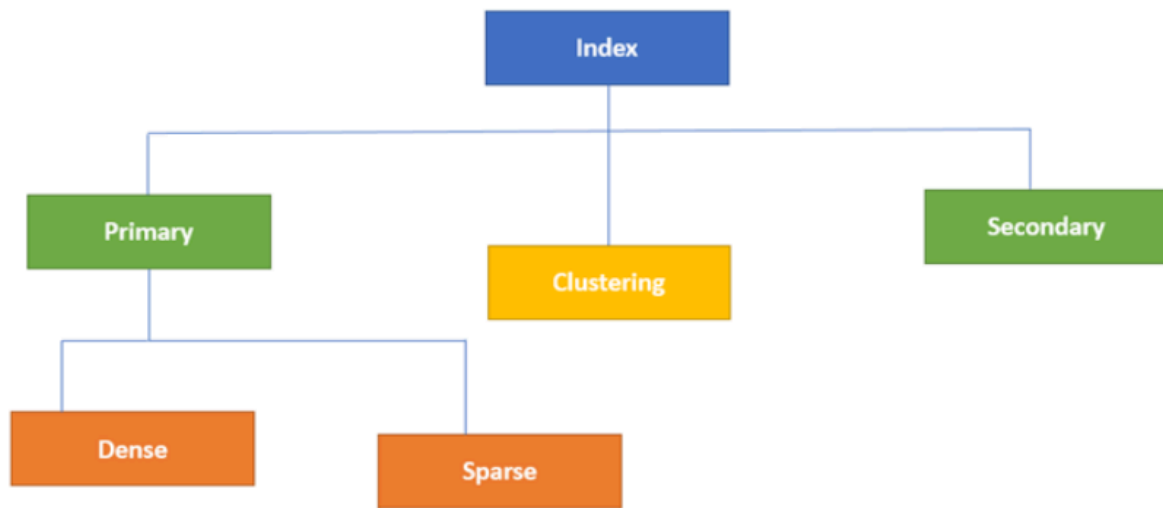 Index
Primary
Secondary
Clustering
Dense
Sparse